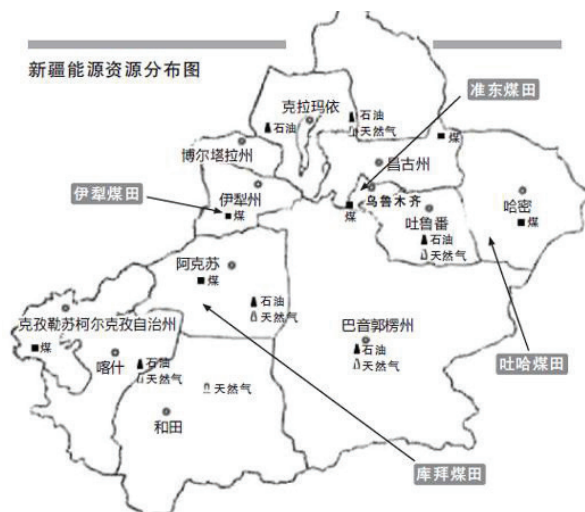 新疆能源资源分布图
准东煤田
克拉玛依
石油
石油
天然气
煤
博尔塔拉州
昌古州
伊犁煤田
伊犁州
煤
乌鲁木齐
煤
哈密
煤
吐鲁番
石油
天然气
阿克苏
煤
石油
天然气
克孜勒苏柯尔克孜自治州
煤
巴音郭楞州
石油
天然气
喀什
石油
天然气
天然气
吐哈煤田
和田
库拜煤田